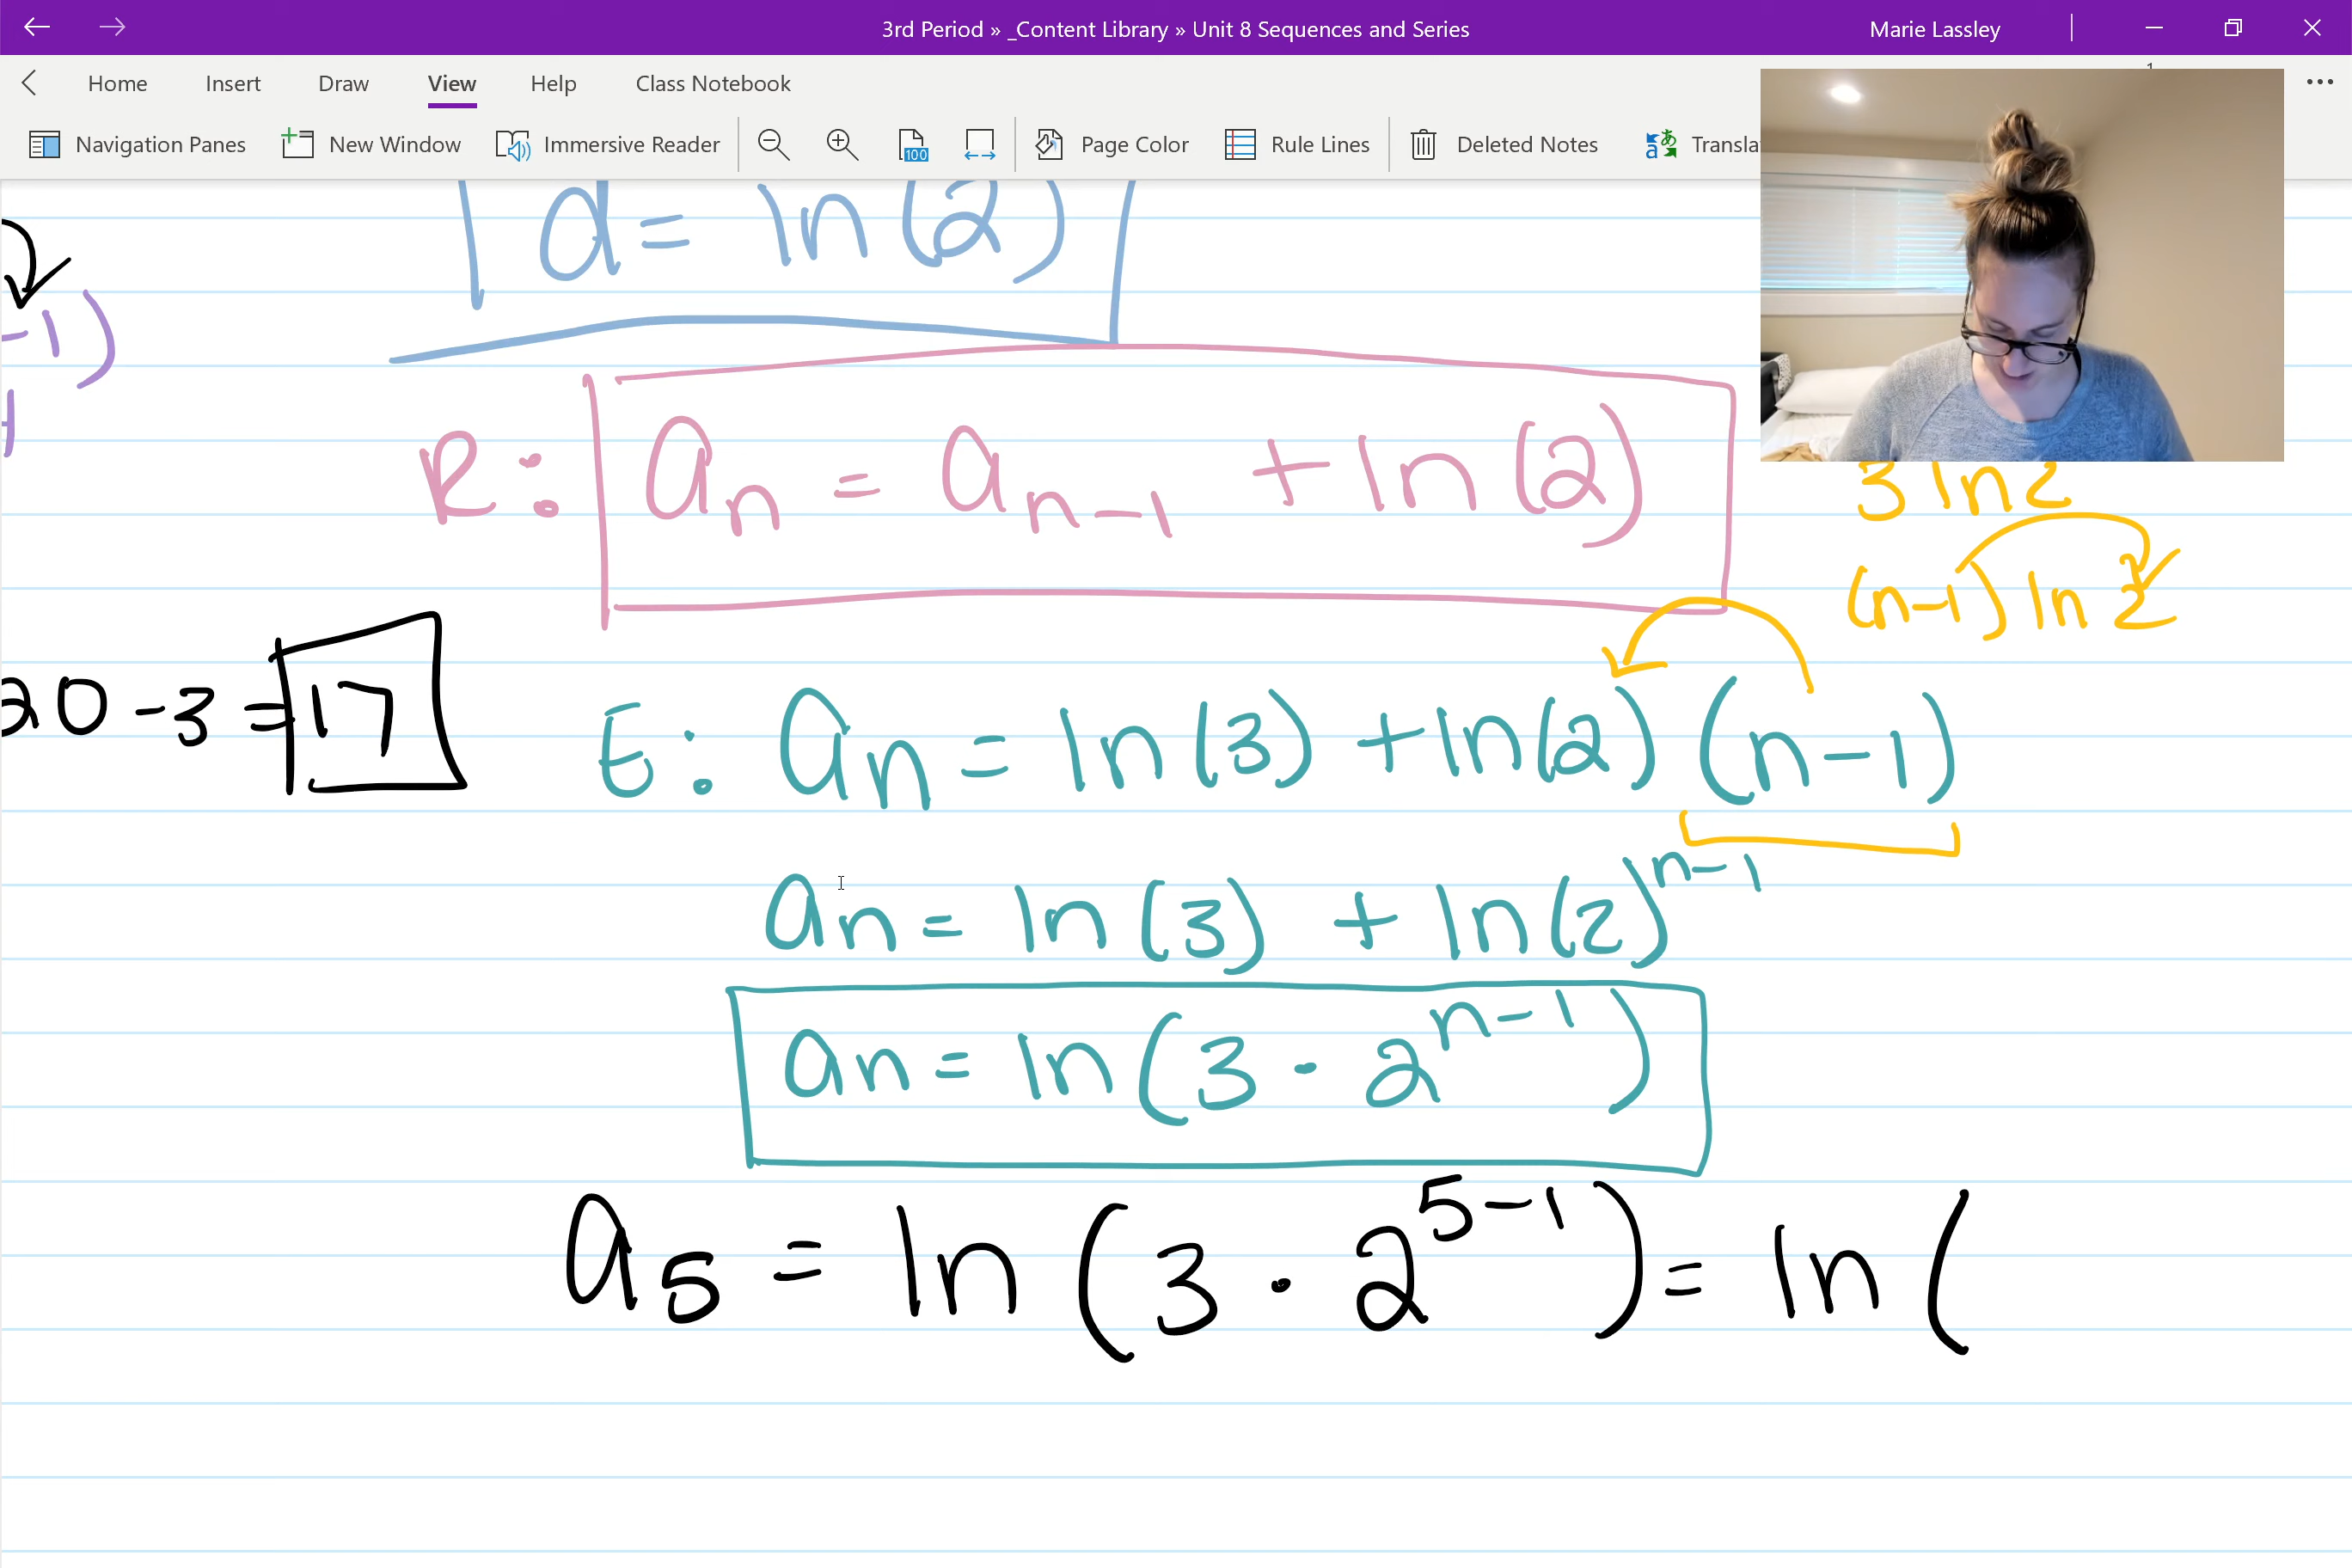 3rd Period » _Content Library » Unit 8 Sequences and Series
Marie Lassley
Home Insert Draw View Help Class Notebook
Navigation Panes New Window Immersive Reader 100 Page Color Rule Lines Deleted Notes Transla
d = ln(2)
-1)
R: aₙ = aₙ₋₁ + ln(2)
3 ln 2
(n-1) ln 2
20 - 3 = 17
E: aₙ = ln(3) + ln(2)(n-1)
aₙ = ln(3) + ln(2)ⁿ⁻¹
aₙ = ln(3 · 2ⁿ⁻¹)
a₅ = ln(3 · 2⁵⁻¹) = ln(